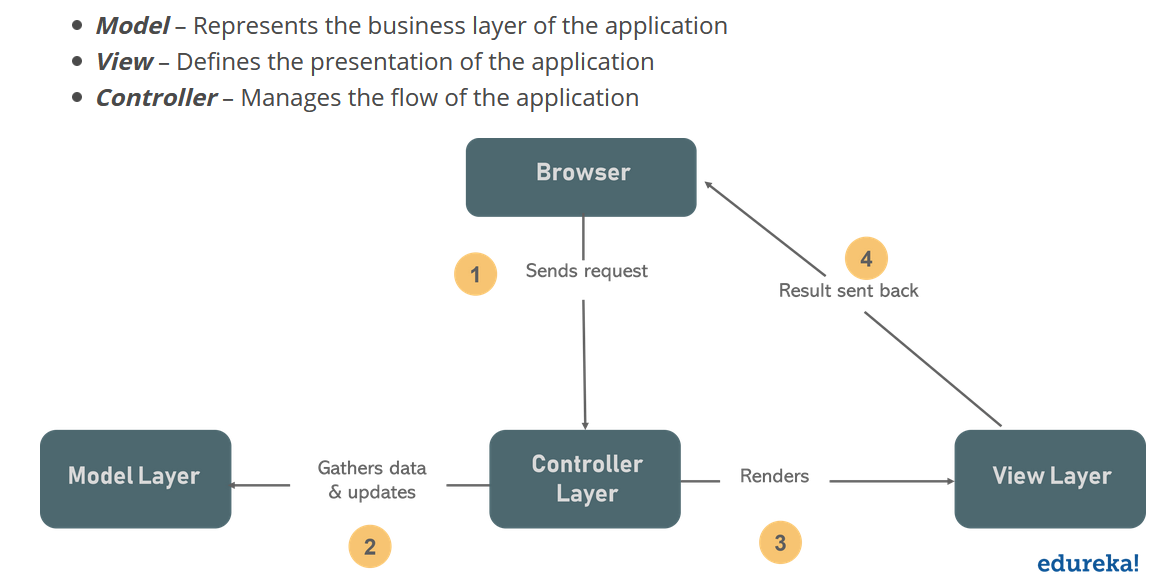 Model – Represents the business layer of the application
View – Defines the presentation of the application
Controller – Manages the flow of the application
Browser
1
Sends request
4
Result sent back
Model Layer
Gathers data
& updates
2
Controller
Layer
Renders
3
View Layer
edureka!